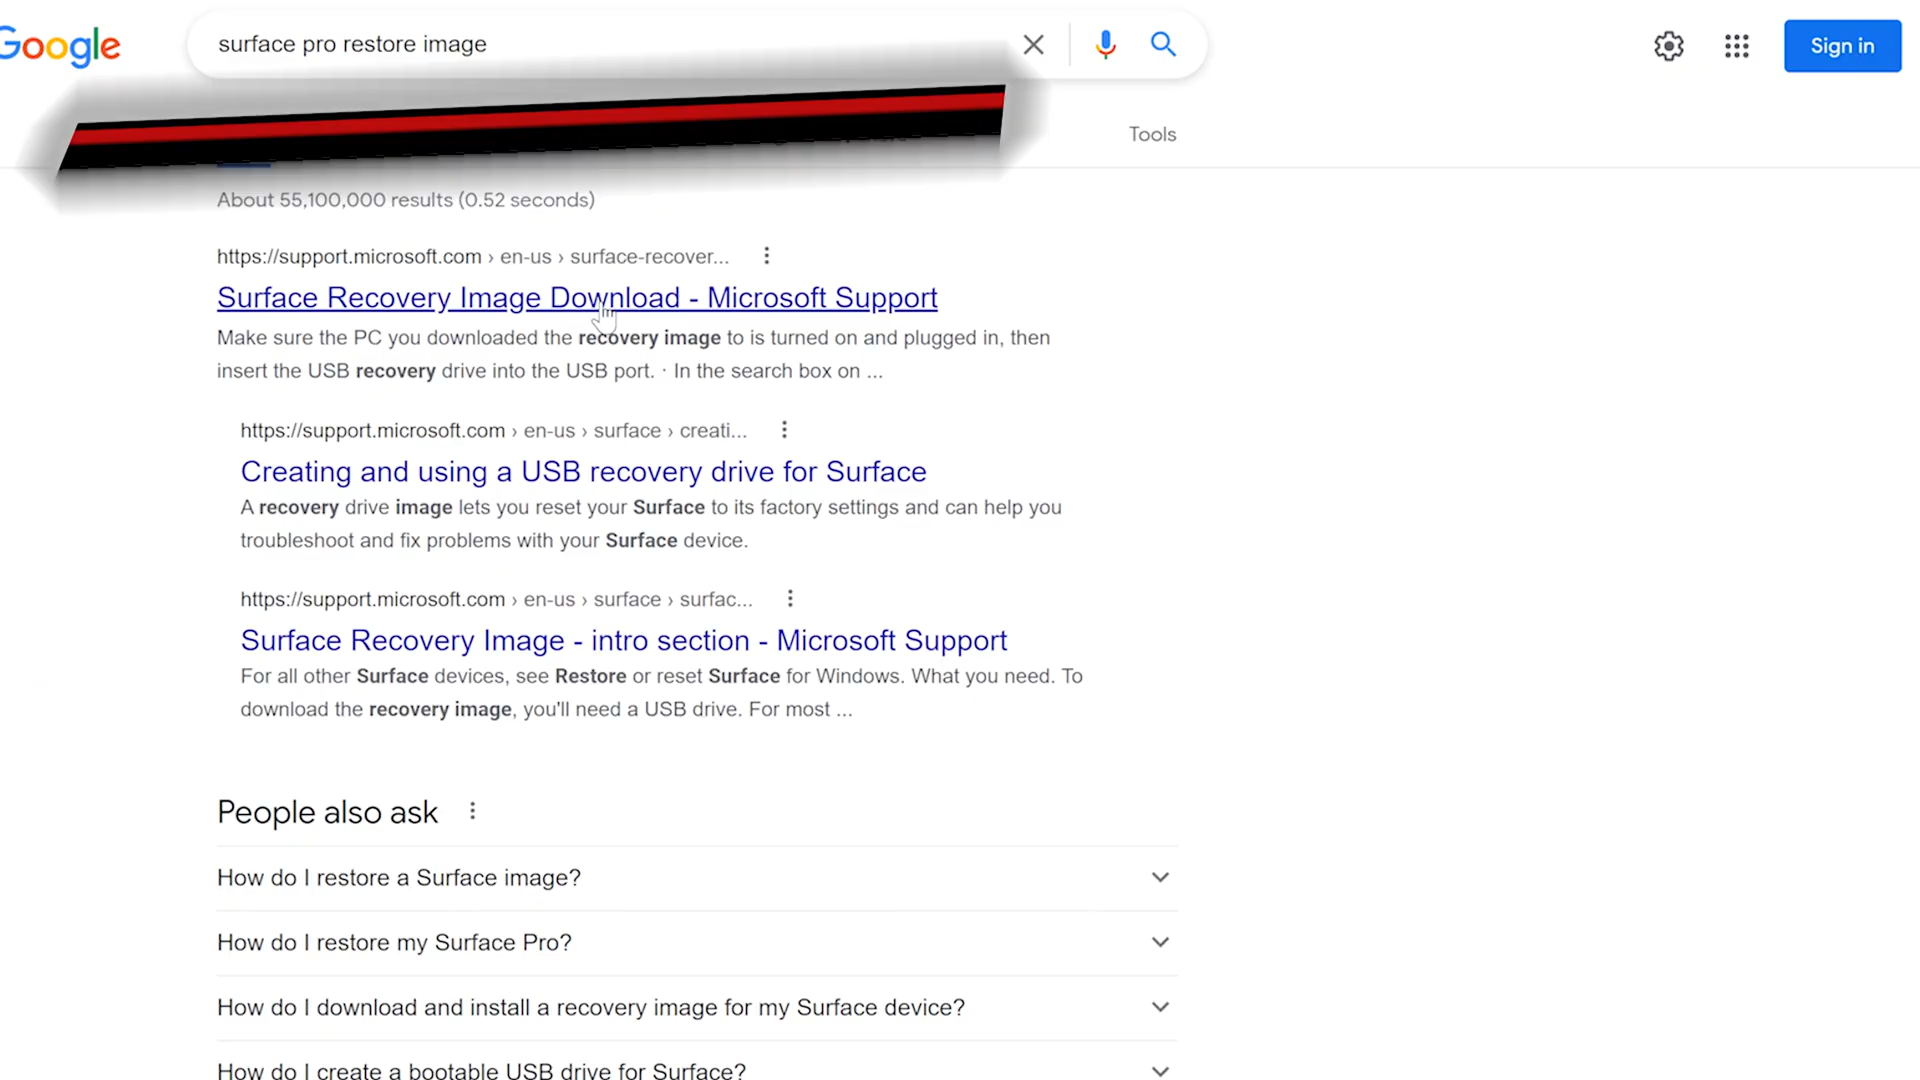 Google
surface pro restore image
Sign in
Tools
About 55,100,000 results (0.52 seconds)
https://support.microsoft.com › en-us › surface-recover...
Surface Recovery Image Download - Microsoft Support
Make sure the PC you downloaded the recovery image to is turned on and plugged in, then
insert the USB recovery drive into the USB port. · In the search box on ...
https://support.microsoft.com › en-us › surface › creati...
Creating and using a USB recovery drive for Surface
A recovery drive image lets you reset your Surface to its factory settings and can help you
troubleshoot and fix problems with your Surface device.
https://support.microsoft.com › en-us › surface › surfac...
Surface Recovery Image - intro section - Microsoft Support
For all other Surface devices, see Restore or reset Surface for Windows. What you need. To
download the recovery image, you'll need a USB drive. For most ...
People also ask
How do I restore a Surface image?
How do I restore my Surface Pro?
How do I download and install a recovery image for my Surface device?
How do I create a bootable USB drive for Surface?